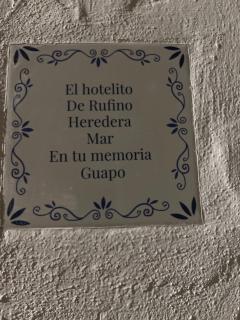 El hotelito
De Rufino
Heredera
Mar
En tu memoria
Guapo